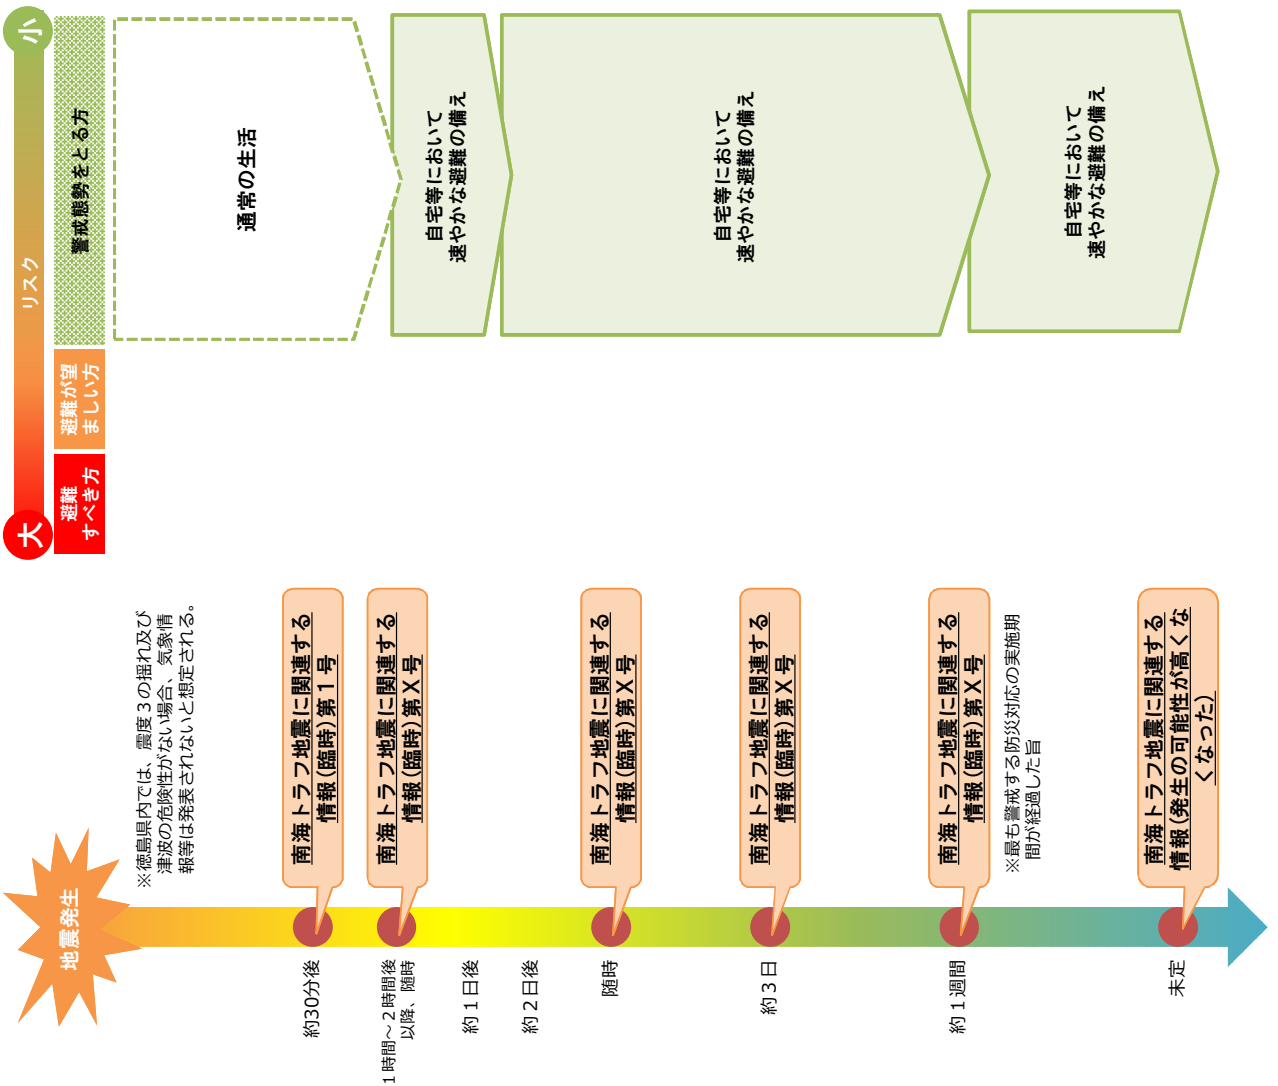 地震発生
約30分後
１時間～２時間後
以降、随時
約１日後
約２日後
随時
約３日
約１週間
未定
※徳島県内では、震度３の揺れ及び
津波の危険性がない場合、気象情
報等は発表されないと想定される。
南海トラフ地震に関連する
情報（臨時）第１号
南海トラフ地震に関連する
情報（臨時）第Ｘ号
南海トラフ地震に関連する
情報（臨時）第Ｘ号
南海トラフ地震に関連する
情報（臨時）第Ｘ号
南海トラフ地震に関連する
情報（臨時）第Ｘ号
※最も警戒する防災対応の実施期
間が経過した旨
南海トラフ地震に関連する
情報（発生の可能性が高くな
くなった）
大
リスク
小
避難
すべき方
避難が望
ましい方
警戒態勢をとる方
通常の生活
自宅等において
速やかな避難の備え
自宅等において
速やかな避難の備え
自宅等において
速やかな避難の備え